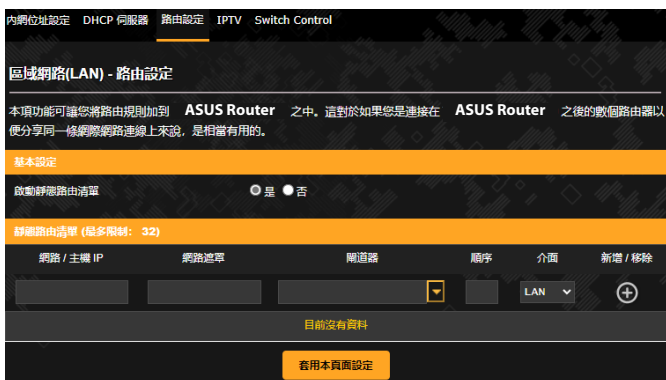 內網位址設定 DHCP 伺服器 路由設定 IPTV Switch Control
區域網路(LAN) - 路由設定
本項功能可讓您將路由規則加到 ASUS Router 之中。這對於如果您是連接在 ASUS Router 之後的數個路由器以
便分享同一條網際網路連線上來說，是相當有用的。
基本設定
啟動靜態路由清單 是 否
靜態路由清單 (最多限制： 32)
網路 / 主機 IP 網路遮罩 閘道器 順序 介面 新增 / 移除
LAN
目前沒有資料
套用本頁面設定